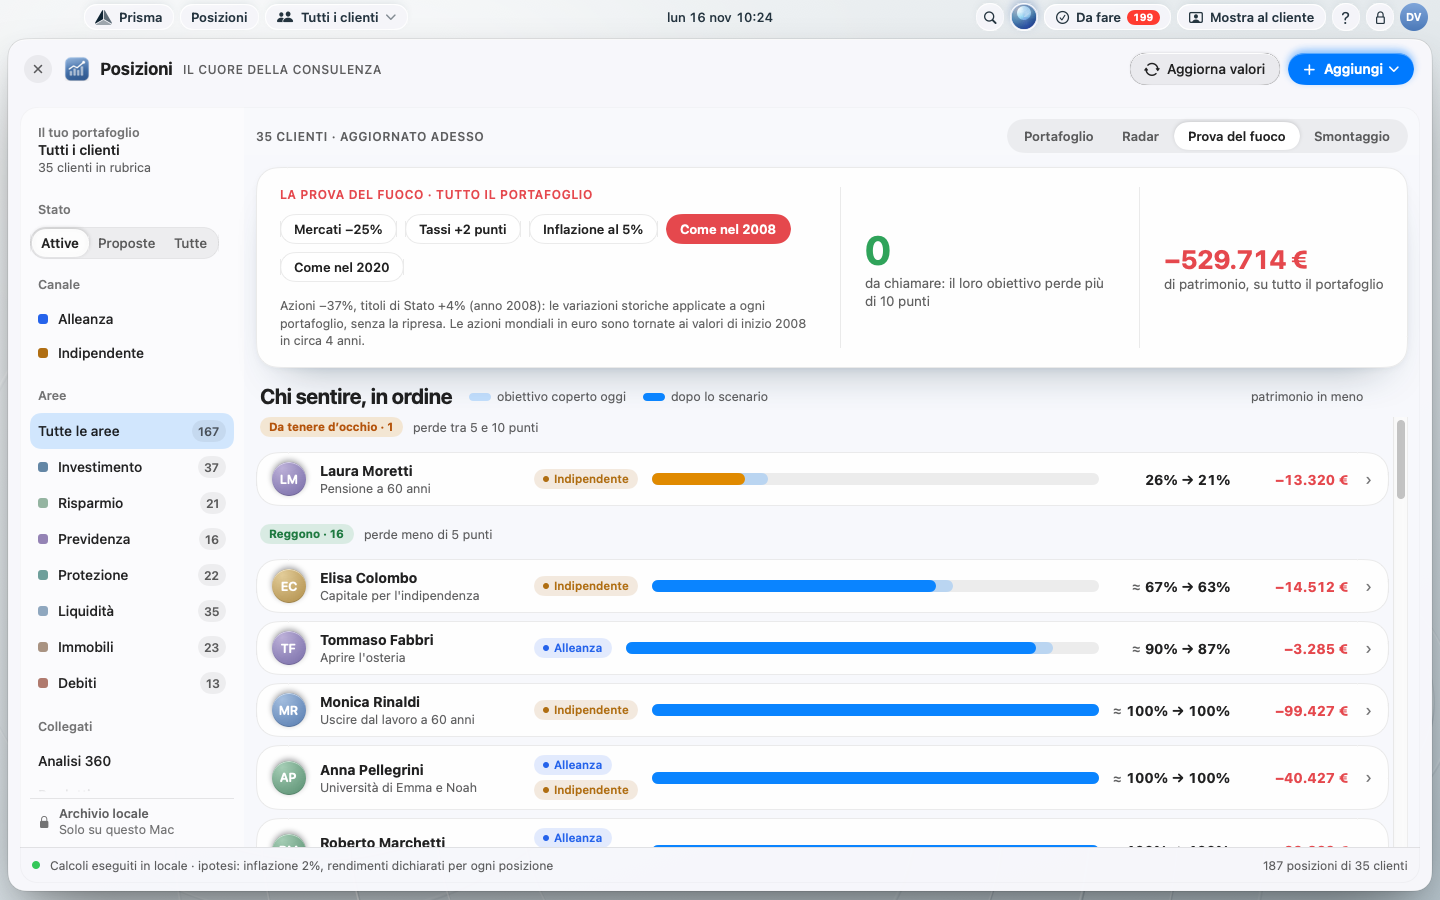 Prisma
Posizioni
Tutti i clienti
lun 16 nov 10:24
Da fare 199
Mostra al cliente
?
DV
Posizioni IL CUORE DELLA CONSULENZA
Aggiorna valori
+ Aggiungi
Il tuo portafoglio
Tutti i clienti
35 clienti in rubrica
Stato
Attive Proposte Tutte
Canale
Alleanza
Indipendente
Aree
Tutte le aree 167
Investimento 37
Risparmio 21
Previdenza 16
Protezione 22
Liquidità 35
Immobili 23
Debiti 13
Collegati
Analisi 360
Archivio locale
Solo su questo Mac
35 CLIENTI · AGGIORNATO ADESSO
Portafoglio Radar Prova del fuoco Smontaggio
LA PROVA DEL FUOCO · TUTTO IL PORTAFOGLIO
Mercati −25% Tassi +2 punti Inflazione al 5% Come nel 2008
Come nel 2020
Azioni −37%, titoli di Stato +4% (anno 2008): le variazioni storiche applicate a ogni
portafoglio, senza la ripresa. Le azioni mondiali in euro sono tornate ai valori di inizio 2008
in circa 4 anni.
0
da chiamare: il loro obiettivo perde più
di 10 punti
−529.714 €
di patrimonio, su tutto il portafoglio
Chi sentire, in ordine
obiettivo coperto oggi
dopo lo scenario
patrimonio in meno
Da tenere d’occhio · 1 perde tra 5 e 10 punti
LM
Laura Moretti
Pensione a 60 anni
Indipendente
26% → 21%
−13.320 €
Reggono · 16 perde meno di 5 punti
EC
Elisa Colombo
Capitale per l'indipendenza
Indipendente
≈ 67% → 63%
−14.512 €
TF
Tommaso Fabbri
Aprire l'osteria
Alleanza
≈ 90% → 87%
−3.285 €
MR
Monica Rinaldi
Uscire dal lavoro a 60 anni
Indipendente
≈ 100% → 100%
−99.427 €
AP
Anna Pellegrini
Università di Emma e Noah
Alleanza
Indipendente
≈ 100% → 100%
−40.427 €
Roberto Marchetti
Alleanza
Calcoli eseguiti in locale · ipotesi: inflazione 2%, rendimenti dichiarati per ogni posizione
187 posizioni di 35 clienti